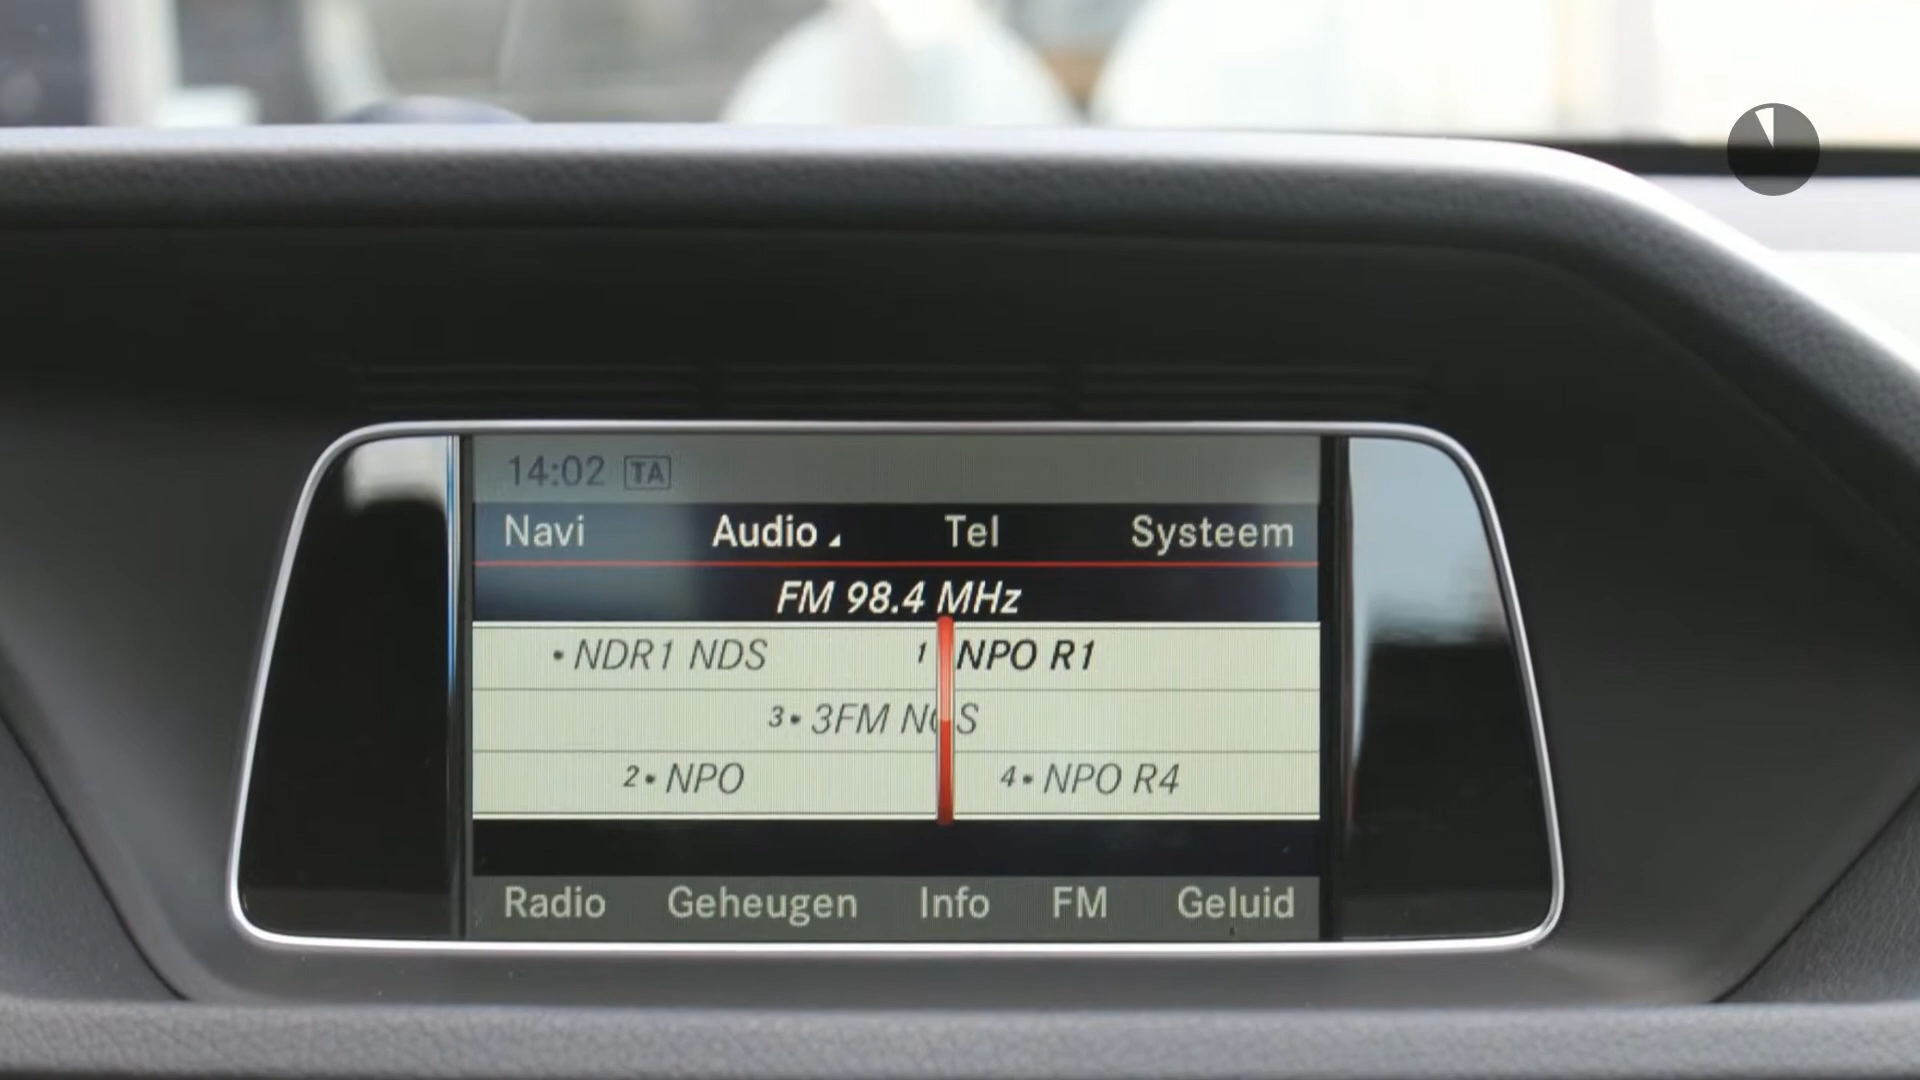 14:02 TA
Navi Audio Tel Systeem
FM 98.4 MHz
• NDR1 NDS 1 NPO R1
3• 3FM NOS
2• NPO 4• NPO R4
Radio Geheugen Info FM Geluid